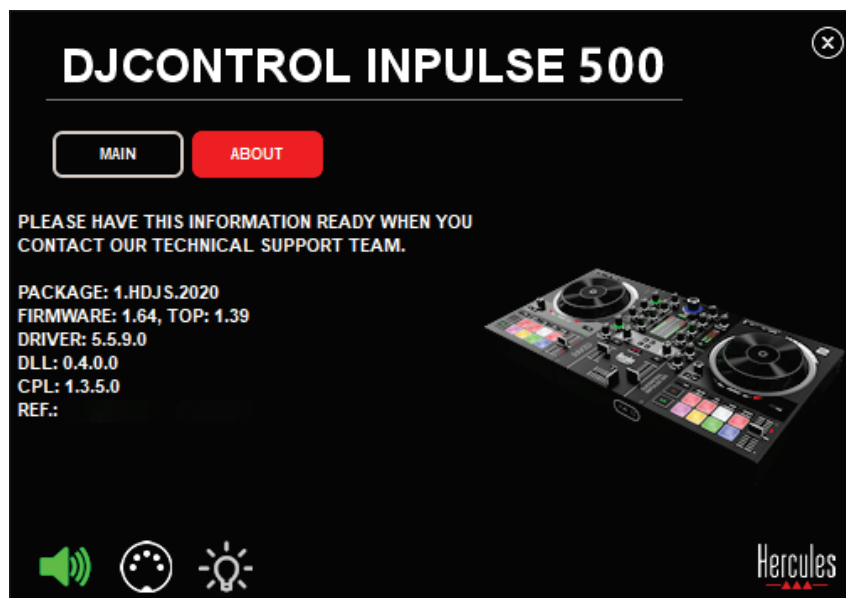 DJCONTROL INPULSE 500
MAIN
ABOUT
PLEASE HAVE THIS INFORMATION READY WHEN YOU
CONTACT OUR TECHNICAL SUPPORT TEAM.
PACKAGE: 1.HDJS.2020
FIRMWARE: 1.64, TOP: 1.39
DRIVER: 5.5.9.0
DLL: 0.4.0.0
CPL: 1.3.5.0
REF.:
Hercules